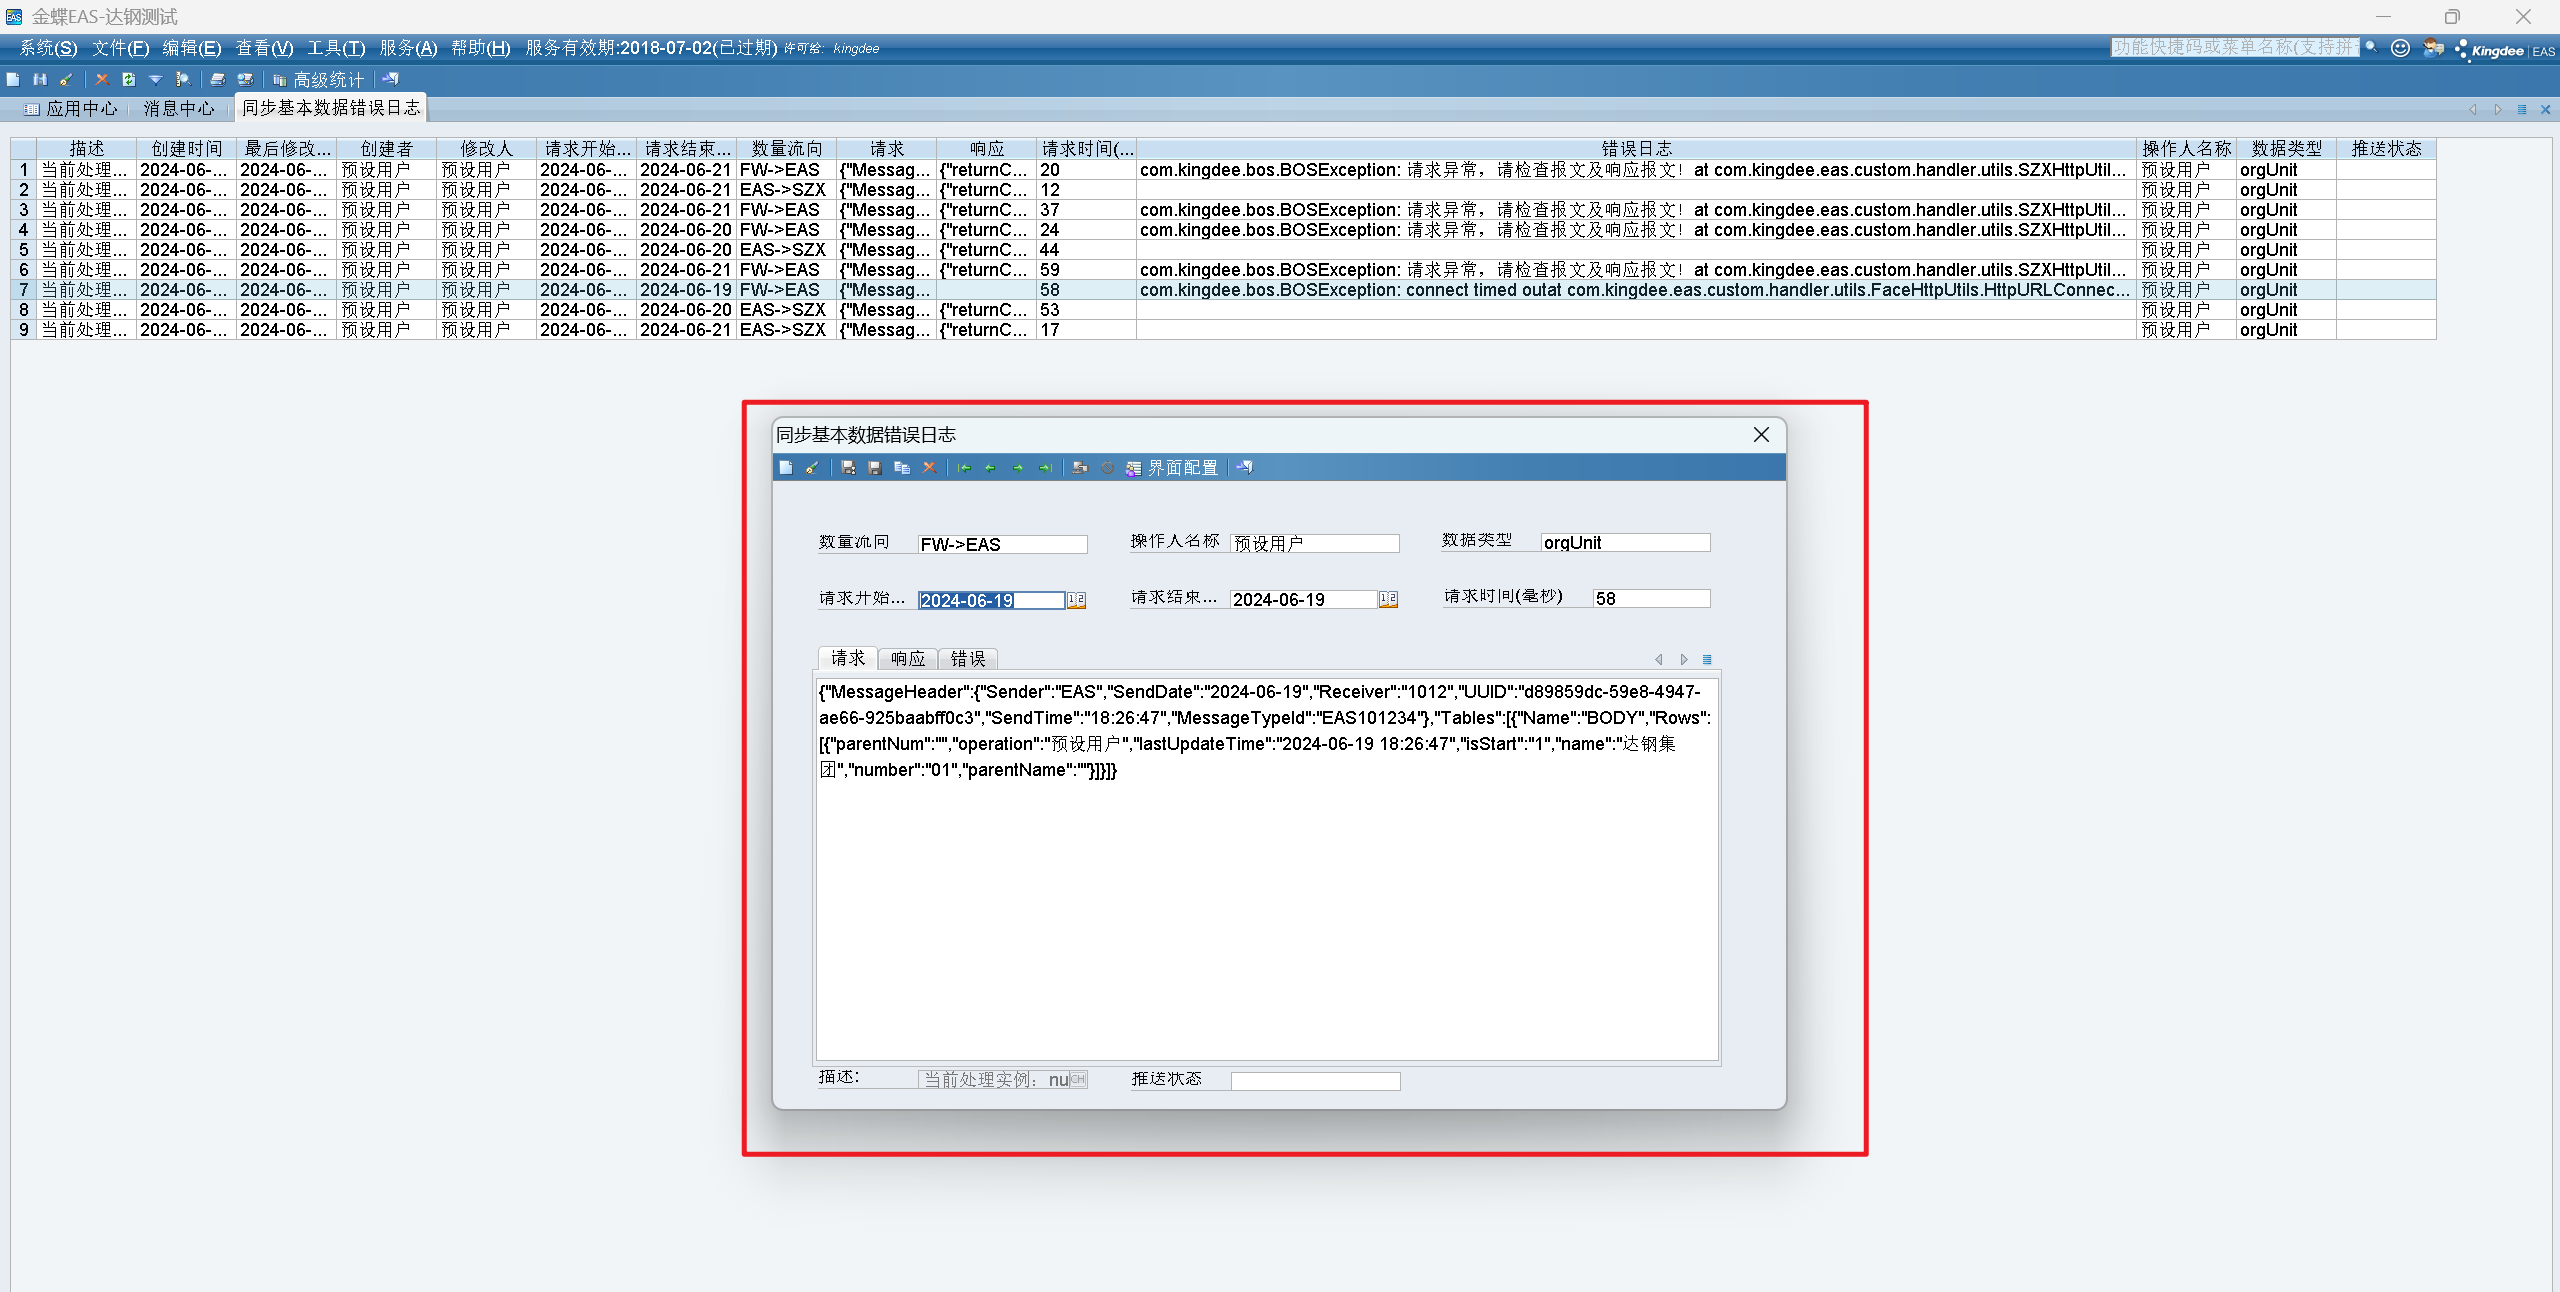 金蝶EAS-达钢测试
系统(S) 文件(F) 编辑(E) 查看(V) 工具(T) 服务(A) 帮助(H) 服务有效期:2018-07-02(已过期) 许可给: kingdee
功能快捷码或菜单名称(支持拼
Kingdee EAS
高级统计
应用中心 消息中心 同步基本数据错误日志
描述 创建时间 最后修改... 创建者 修改人 请求开始... 请求结束... 数量流向 请求 响应 请求时间(... 错误日志 操作人名称 数据类型 推送状态
1 当前处理... 2024-06-... 2024-06-... 预设用户 预设用户 2024-06-... 2024-06-21 FW->EAS {"Messag... {"returnC... 20 com.kingdee.bos.BOSException: 请求异常，请检查报文及响应报文！at com.kingdee.eas.custom.handler.utils.SZXHttpUtil... 预设用户 orgUnit
2 当前处理... 2024-06-... 2024-06-... 预设用户 预设用户 2024-06-... 2024-06-21 EAS->SZX {"Messag... {"returnC... 12 预设用户 orgUnit
3 当前处理... 2024-06-... 2024-06-... 预设用户 预设用户 2024-06-... 2024-06-21 FW->EAS {"Messag... {"returnC... 37 com.kingdee.bos.BOSException: 请求异常，请检查报文及响应报文！at com.kingdee.eas.custom.handler.utils.SZXHttpUtil... 预设用户 orgUnit
4 当前处理... 2024-06-... 2024-06-... 预设用户 预设用户 2024-06-... 2024-06-20 FW->EAS {"Messag... {"returnC... 24 com.kingdee.bos.BOSException: 请求异常，请检查报文及响应报文！at com.kingdee.eas.custom.handler.utils.SZXHttpUtil... 预设用户 orgUnit
5 当前处理... 2024-06-... 2024-06-... 预设用户 预设用户 2024-06-... 2024-06-20 EAS->SZX {"Messag... {"returnC... 44 预设用户 orgUnit
6 当前处理... 2024-06-... 2024-06-... 预设用户 预设用户 2024-06-... 2024-06-21 FW->EAS {"Messag... {"returnC... 59 com.kingdee.bos.BOSException: 请求异常，请检查报文及响应报文！at com.kingdee.eas.custom.handler.utils.SZXHttpUtil... 预设用户 orgUnit
7 当前处理... 2024-06-... 2024-06-... 预设用户 预设用户 2024-06-... 2024-06-19 FW->EAS {"Messag... 58 com.kingdee.bos.BOSException: connect timed outat com.kingdee.eas.custom.handler.utils.FaceHttpUtils.HttpURLConnec... 预设用户 orgUnit
8 当前处理... 2024-06-... 2024-06-... 预设用户 预设用户 2024-06-... 2024-06-20 EAS->SZX {"Messag... {"returnC... 53 预设用户 orgUnit
9 当前处理... 2024-06-... 2024-06-... 预设用户 预设用户 2024-06-... 2024-06-21 EAS->SZX {"Messag... {"returnC... 17 预设用户 orgUnit
同步基本数据错误日志
界面配置
数量流向 FW->EAS 操作人名称 预设用户 数据类型 orgUnit
请求开始... 2024-06-19 请求结束... 2024-06-19 请求时间(毫秒) 58
请求 响应 错误
{"MessageHeader":{"Sender":"EAS","SendDate":"2024-06-19","Receiver":"1012","UUID":"d89859dc-59e8-4947-
ae66-925baabff0c3","SendTime":"18:26:47","MessageTypeId":"EAS101234"},"Tables":[{"Name":"BODY","Rows":
[{"parentNum":"","operation":"预设用户","lastUpdateTime":"2024-06-19 18:26:47","isStart":"1","name":"达钢集
团","number":"01","parentName":""}]}]}
描述: 当前处理实例：nu CH 推送状态